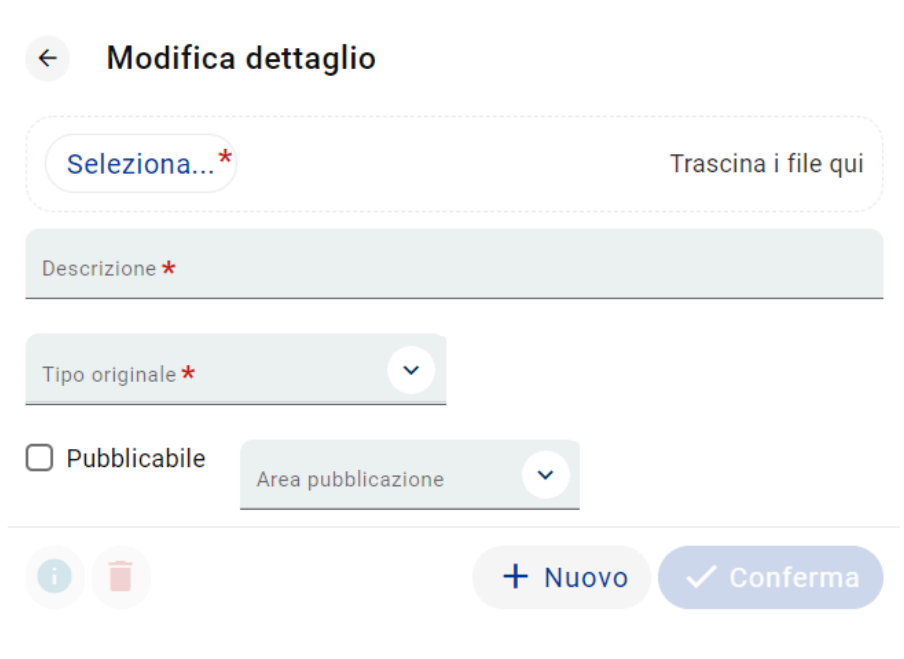 Modifica dettaglio
Seleziona...* Trascina i file qui
Descrizione *
Tipo originale *
Pubblicabile Area pubblicazione
+ Nuovo Conferma